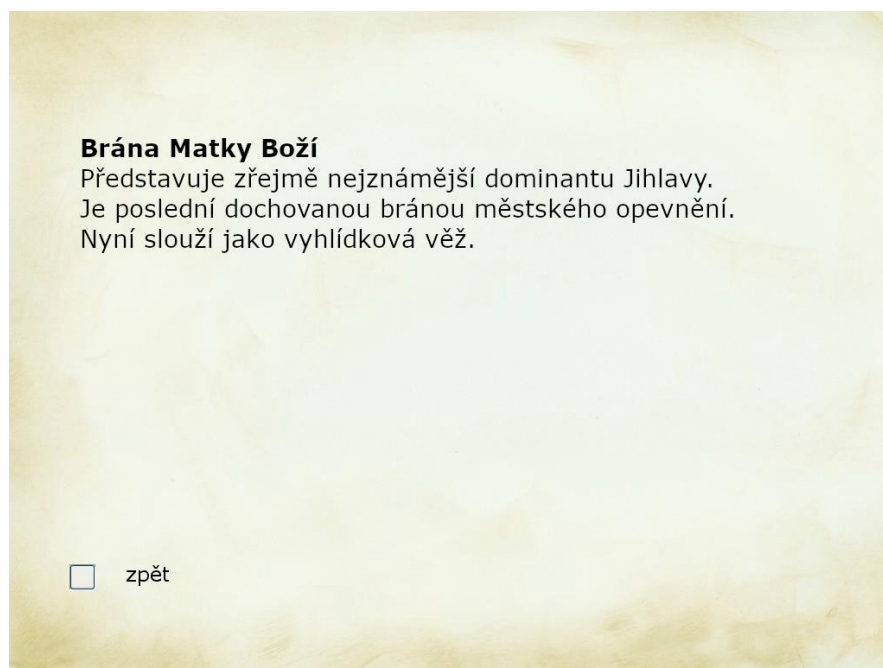 Brána Matky Boží
Představuje zřejmě nejznámější dominantu Jihlavy.
Je poslední dochovanou bránou městského opevnění.
Nyní slouží jako vyhlídková věž.
zpět